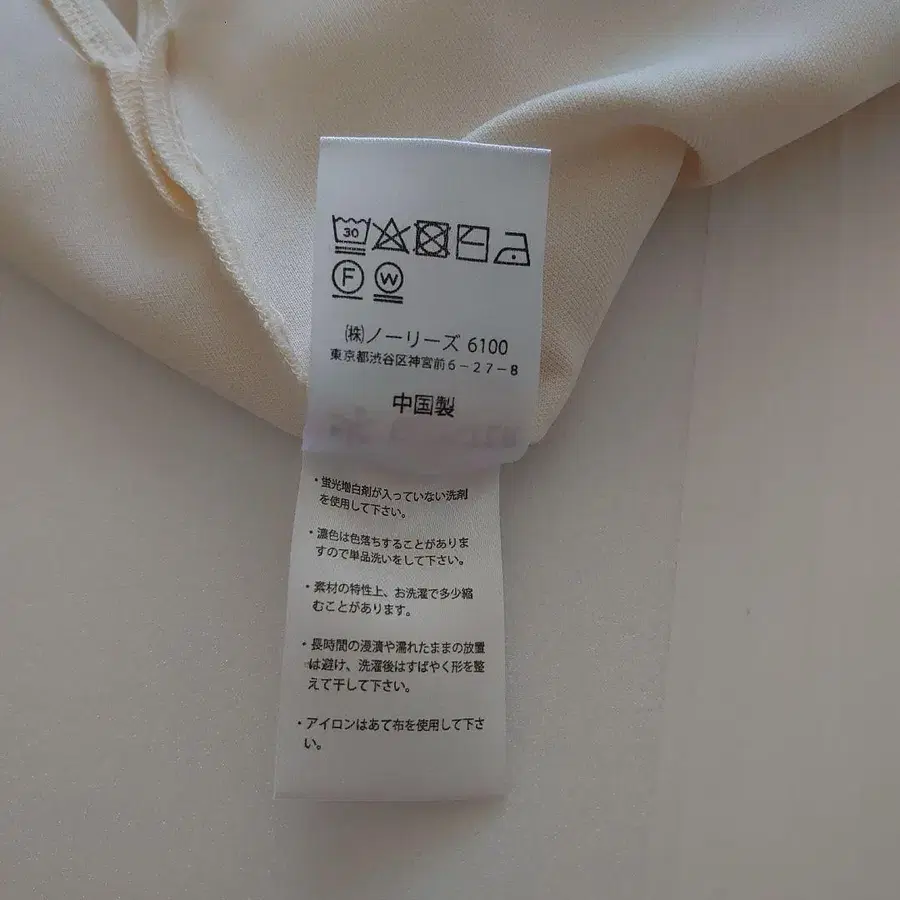 30
F W
㈱ノーリーズ 6100
東京都渋谷区神宮前6-27-8
中国製
・蛍光増白剤が入っていない洗剤
を使用して下さい。
・濃色は色落ちすることがありま
すので単品洗いをして下さい。
・素材の特性上、お洗濯で多少縮
むことがあります。
・長時間の浸漬や濡れたままの放置
は避け、洗濯後はすばやく形を整
えて干して下さい。
・アイロンはあて布を使用して下さ
い。